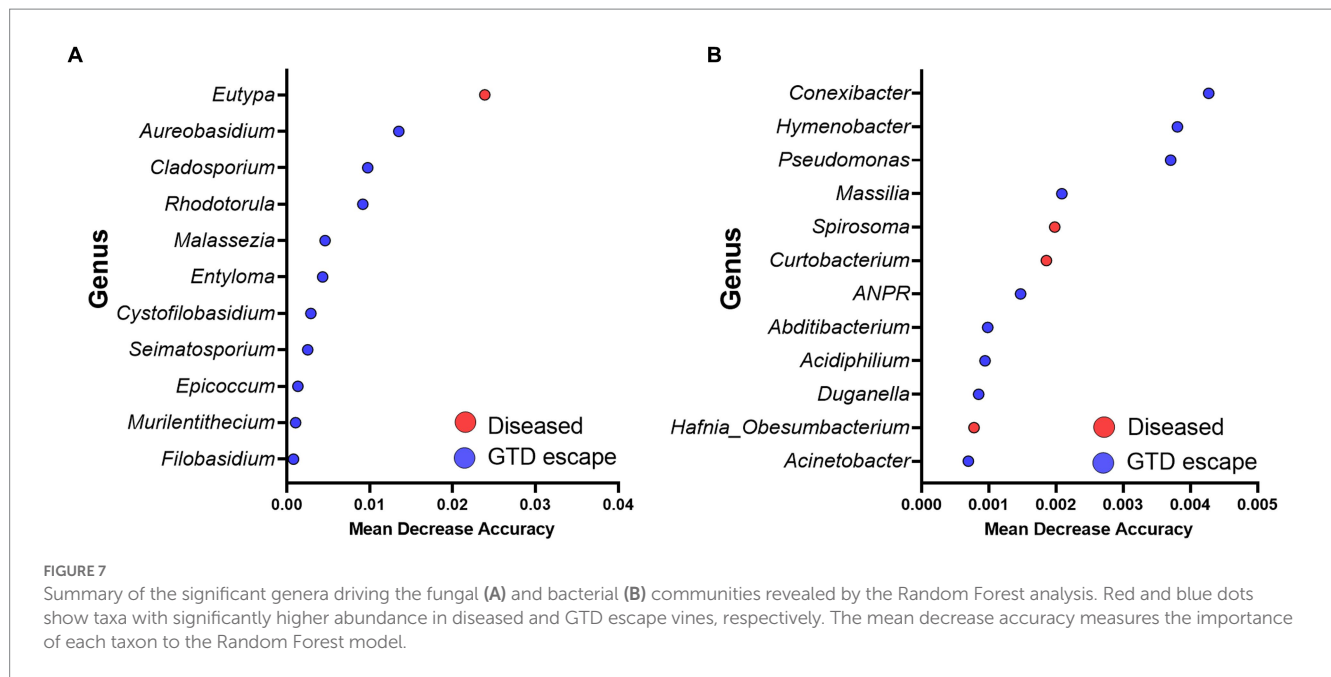 A
Genus
Eutypa
Aureobasidium
Cladosporium
Rhodotorula
Malassezia
Entyloma
Cystofilobasidium
Seimatosporium
Epicoccum
Murilentithecium
Filobasidium
Diseased
GTD escape
0.00 0.01 0.02 0.03 0.04
Mean Decrease Accuracy
B
Genus
Conexibacter
Hymenobacter
Pseudomonas
Massilia
Spirosoma
Curtobacterium
ANPR
Abditibacterium
Acidiphilium
Duganella
Hafnia_Obesumbacterium
Acinetobacter
Diseased
GTD escape
0.000 0.001 0.002 0.003 0.004 0.005
Mean Decrease Accuracy
FIGURE 7
Summary of the significant genera driving the fungal (A) and bacterial (B) communities revealed by the Random Forest analysis. Red and blue dots
show taxa with significantly higher abundance in diseased and GTD escape vines, respectively. The mean decrease accuracy measures the importance
of each taxon to the Random Forest model.